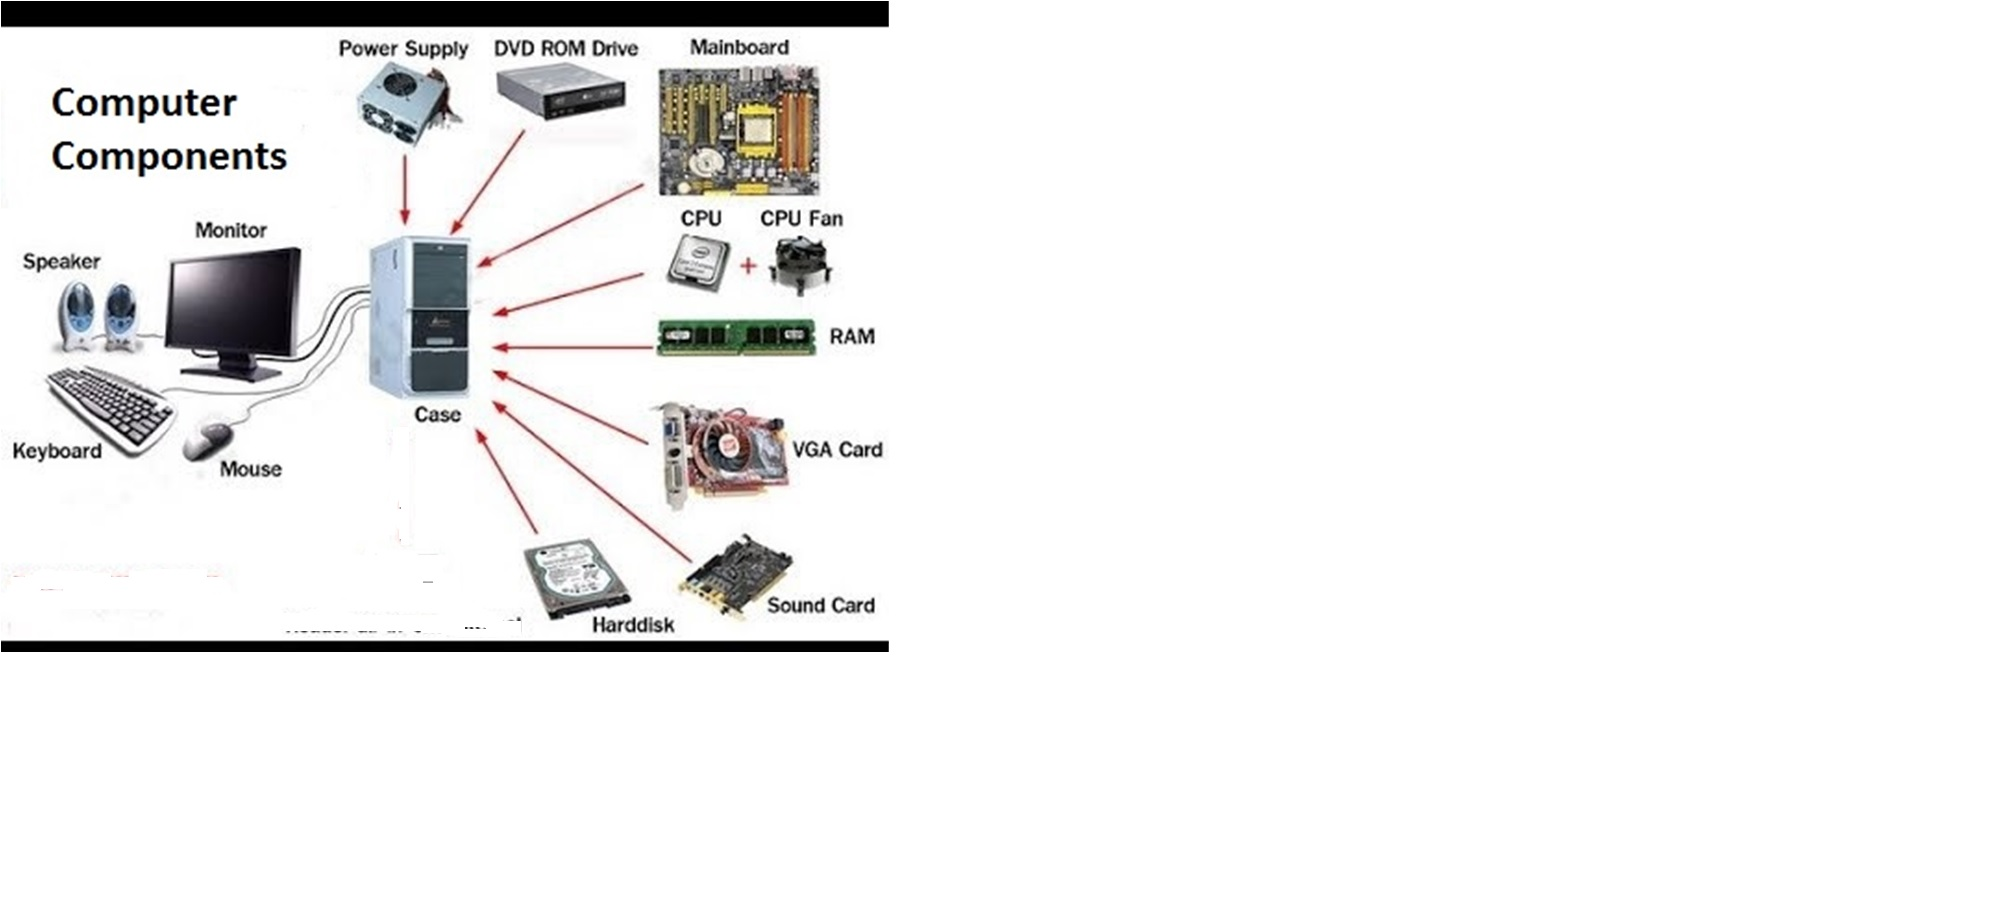 Power Supply
DVD ROM Drive
Mainboard
Computer
Components
CPU
CPU Fan
Monitor
Speaker
+
RAM
Case
Keyboard
Mouse
VGA Card
Sound Card
Harddisk